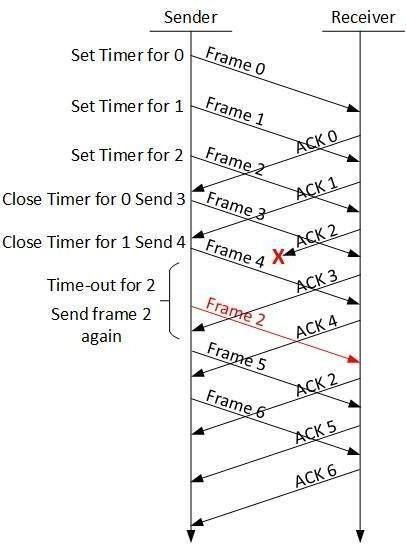 Sender
Receiver
Set Timer for 0
Frame 0
Set Timer for 1
Frame 1
ACK 0
Set Timer for 2
Frame 2
ACK 1
Close Timer for 0 Send 3
Frame 3
ACK 2
Close Timer for 1 Send 4
Frame 4
X
ACK 3
Time-out for 2
Send frame 2
again
Frame 2
ACK 4
Frame 5
ACK 2
Frame 6
ACK 5
ACK 6